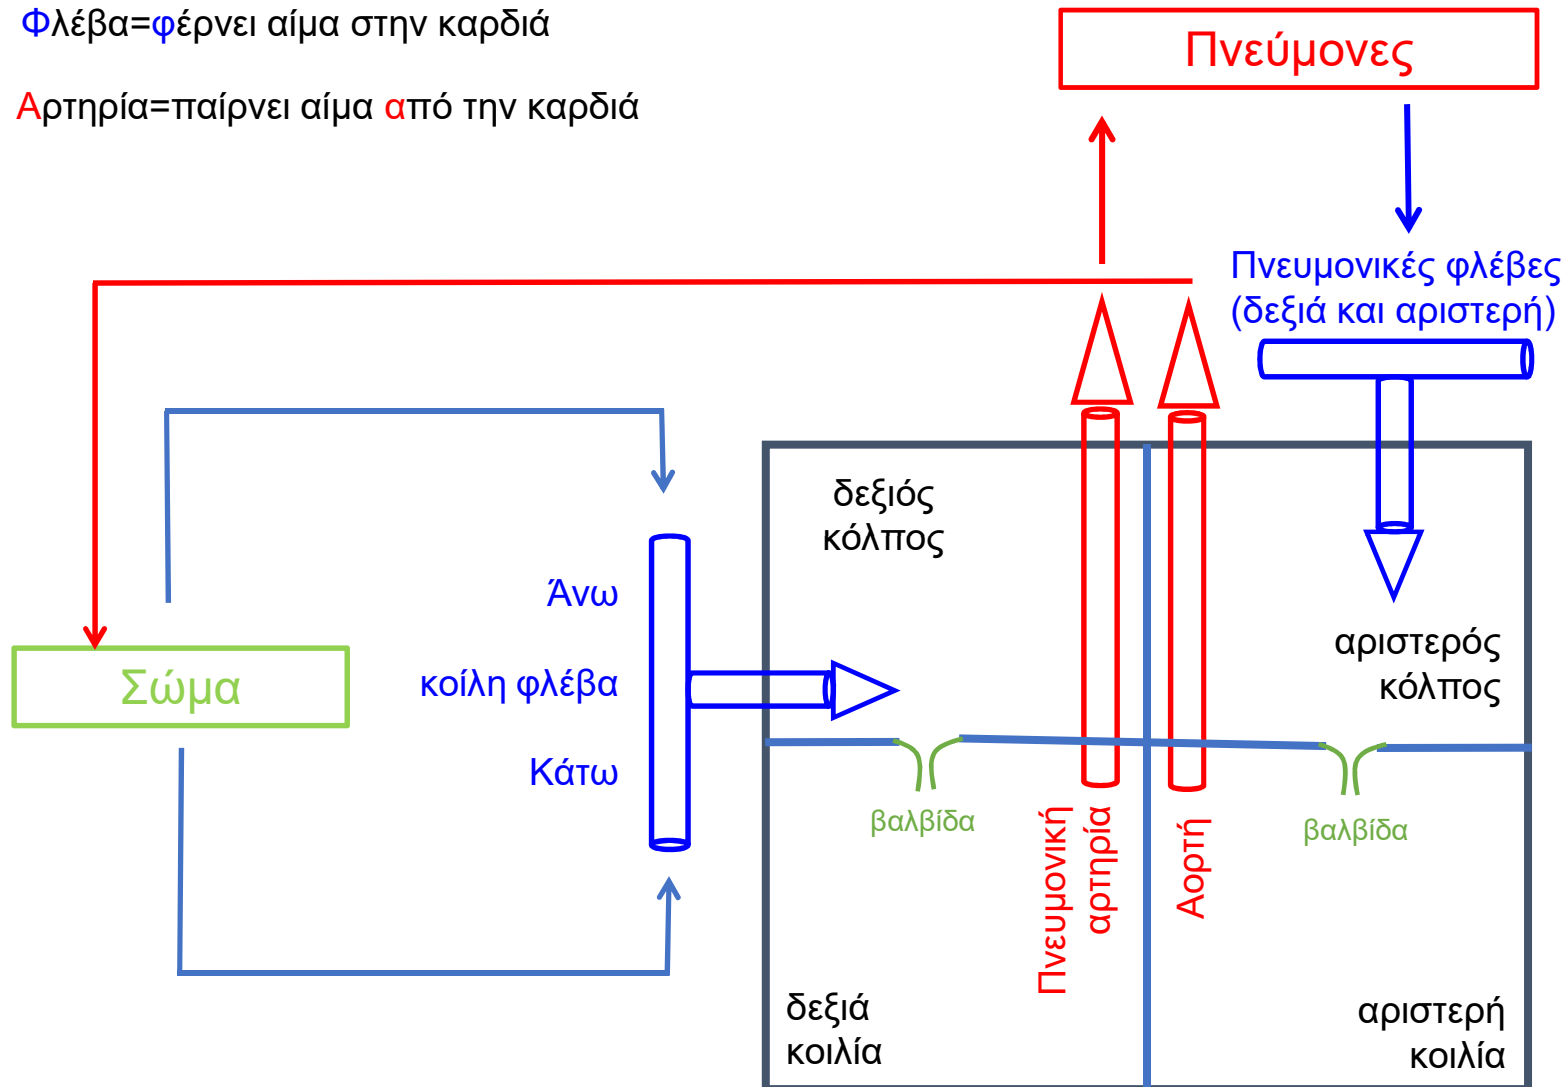 Φλέβα=φέρνει αίμα στην καρδιά
Αρτηρία=παίρνει αίμα από την καρδιά
Πνεύμονες
Πνευμονικές φλέβες
(δεξιά και αριστερή)
δεξιός
κόλπος
Άνω
κοίλη φλέβα
Κάτω
Σώμα
αριστερός
κόλπος
βαλβίδα
Πνευμονική
αρτηρία
Αορτή
βαλβίδα
δεξιά
κοιλία
αριστερή
κοιλία